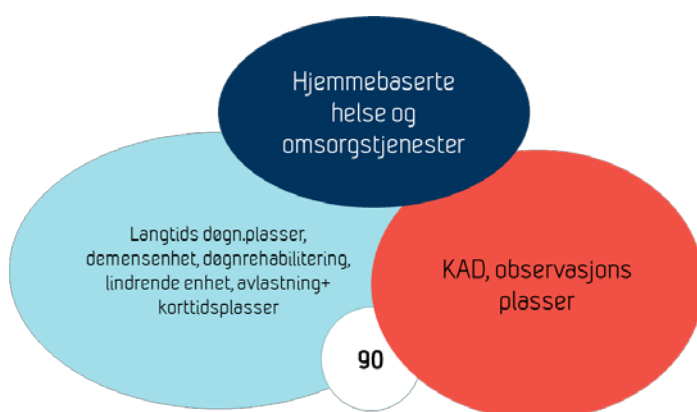 Hjemmebaserte
helse og
omsorgstjenester
Langtids døgn.plasser,
demensenhet, døgnrehabilitering,
lindrende enhet, avlastning+
korttidsplasser
KAD, observasjons
plasser
90